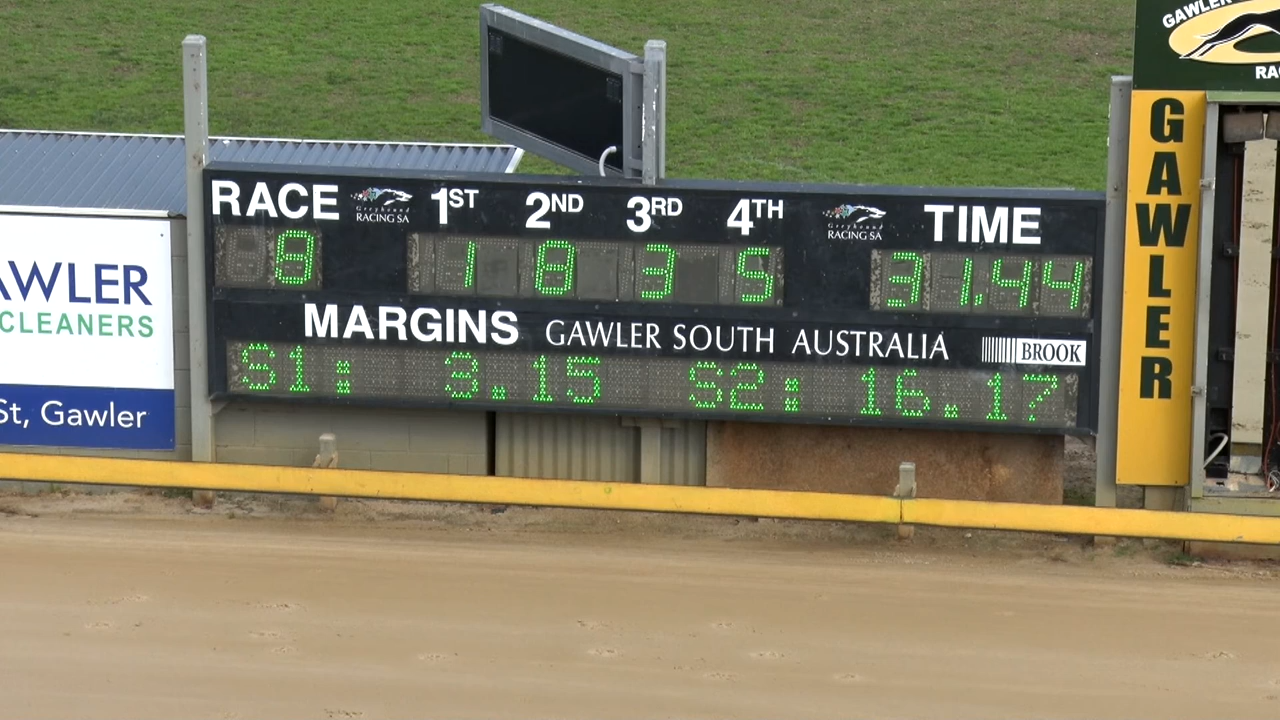 GAWLER
RA
RACE 1ST 2ND 3RD 4TH TIME
Greyhound RACING SA
Greyhound RACING SA
8 1 8 3 5 31.44
MARGINS GAWLER SOUTH AUSTRALIA BROOK
S1: 3.15 S2: 16.17
AWLER
CLEANERS
St, Gawler
GAWLER